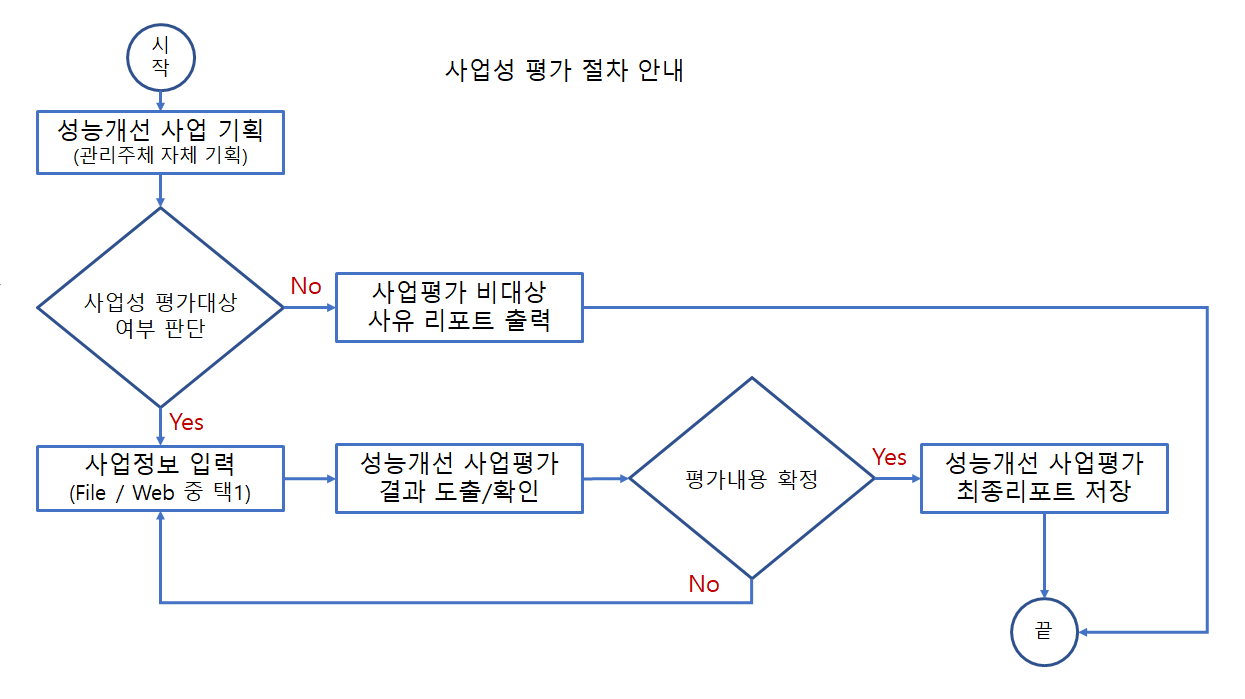 시
작
사업성 평가 절차 안내
성능개선 사업 기획
(관리주체 자체 기획)
사업성 평가대상
여부 판단
No
사업평가 비대상
사유 리포트 출력
Yes
사업정보 입력
(File / Web 중 택1)
성능개선 사업평가
결과 도출/확인
평가내용 확정
Yes
성능개선 사업평가
최종리포트 저장
No
끝